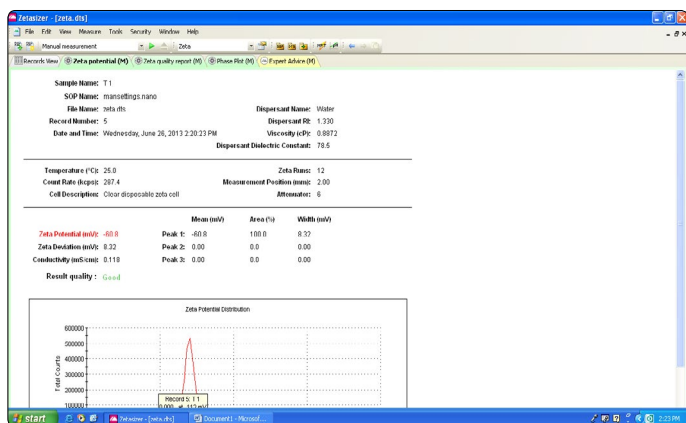 Zetasizer - [zeta.dts]
File Edit View Measure Tools Security Window Help
Manual measurement Zeta
Records View Zeta potential (M) Zeta quality report (M) Phase Plot (M) Expert Advice (M)
Sample Name: T 1
SOP Name: mansettings.nano
File Name: zeta.dts Dispersant Name: Water
Record Number: 5 Dispersant RI: 1.330
Date and Time: Wednesday, June 26, 2013 2:20:23 PM Viscosity (cP): 0.8872
Dispersant Dielectric Constant: 78.5
Temperature (°C): 25.0 Zeta Runs: 12
Count Rate (kcps): 287.4 Measurement Position (mm): 2.00
Cell Description: Clear disposable zeta cell Attenuator: 6
Mean (mV) Area (%) Width (mV)
Zeta Potential (mV): -60.8 Peak 1: -60.8 100.0 8.32
Zeta Deviation (mV): 8.32 Peak 2: 0.00 0.0 0.00
Conductivity (mS/cm): 0.118 Peak 3: 0.00 0.0 0.00
Result quality : Good
Zeta Potential Distribution
600000
500000
400000
300000
200000
100000
Total Counts
Record 5: T 1
start Zetasizer - [zeta.dts] Document1 - Microsof... 2:23 PM